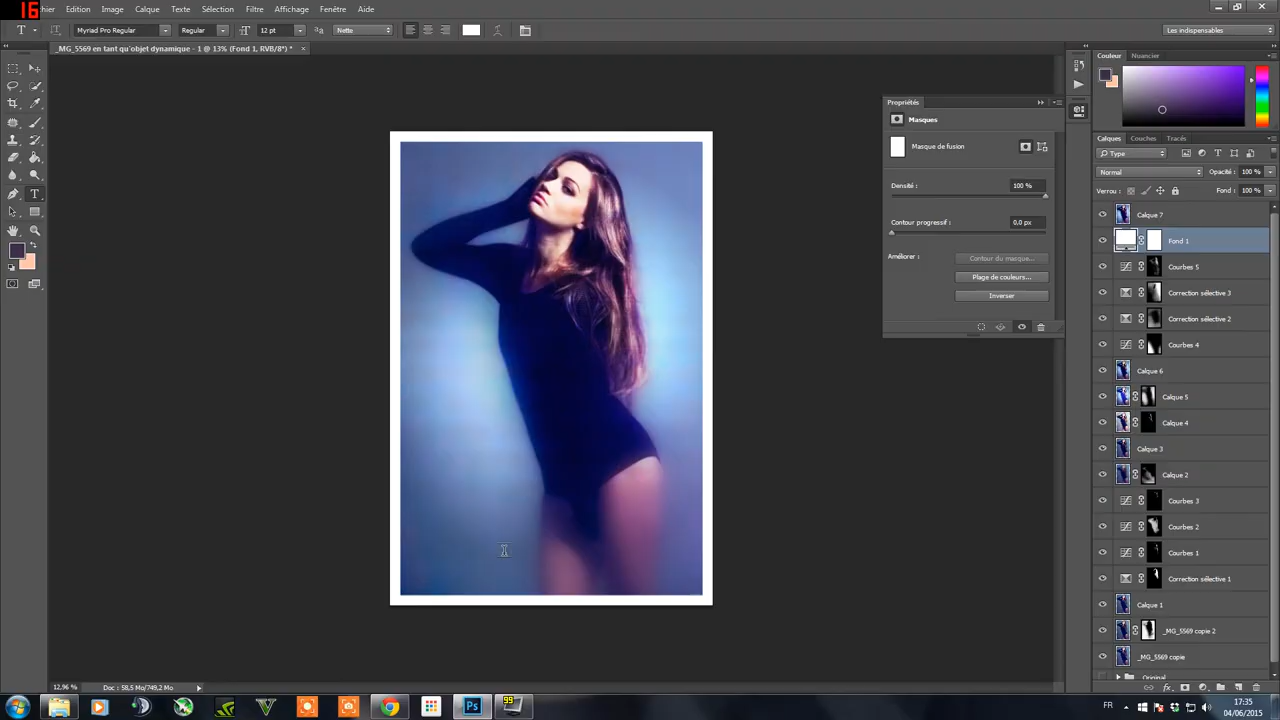 16
hier Edition Image Calque Texte Sélection Filtre Affichage Fenêtre Aide
T Myriad Pro Regular Regular 12 pt aa Nette Les indispensables
_MG_5569 en tant qu'objet dynamique - 1 @ 13% (Fond 1, RVB/8*) * ×
Couleur Nuancier
Propriétés
Masques
Masque de fusion
Densité : 100 %
Contour progressif : 0,0 px
Améliorer : Contour du masque...
Plage de couleurs...
Inverser
Calques Couches Tracés
Type
Normal Opacité : 100 %
Verrou : Fond : 100 %
Calque 7
Fond 1
Courbes 5
Correction sélective 3
Correction sélective 2
Courbes 4
Calque 6
Calque 5
Calque 4
Calque 3
Calque 2
Courbes 3
Courbes 2
Courbes 1
Correction sélective 1
Calque 1
_MG_5569 copie 2
_MG_5569 copie
Original
12,96 % Doc : 58,5 Mo/749,2 Mo
Ps 99 FR 17:35
04/06/2015